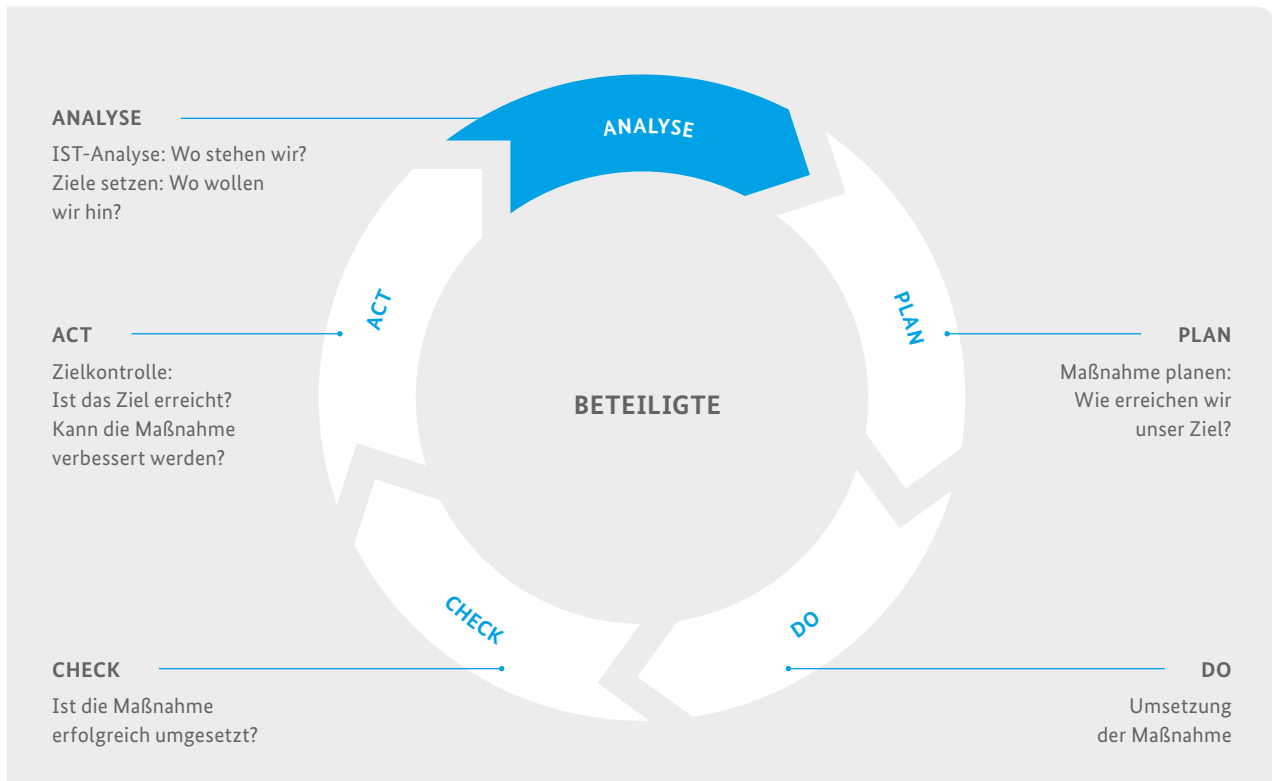 ANALYSE
IST-Analyse: Wo stehen wir?
Ziele setzen: Wo wollen
wir hin?
ANALYSE
ACT
Zielkontrolle:
Ist das Ziel erreicht?
Kann die Maßnahme
verbessert werden?
ACT
BETEILIGTE
PLAN
PLAN
Maßnahme planen:
Wie erreichen wir
unser Ziel?
CHECK
Ist die Maßnahme
erfolgreich umgesetzt?
CHECK
DO
DO
Umsetzung
der Maßnahme